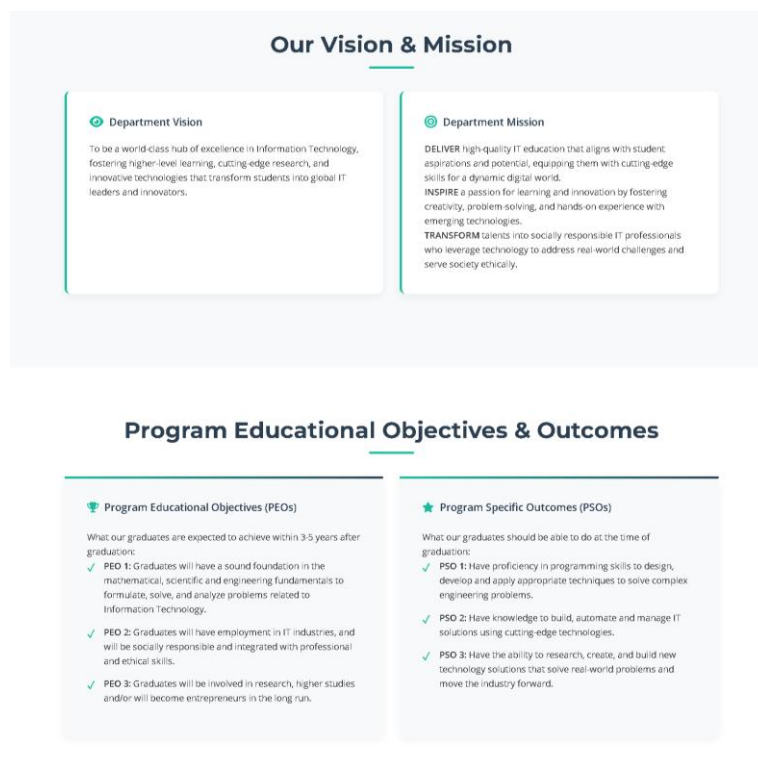 Our Vision & Mission
Department Vision
To be a world-class hub of excellence in Information Technology,
fostering higher-level learning, cutting-edge research, and
innovative technologies that transform students into global IT
leaders and innovators.
Department Mission
DELIVER high-quality IT education that aligns with student
aspirations and potential, equipping them with cutting-edge
skills for a dynamic digital world.
INSPIRE a passion for learning and innovation by fostering
creativity, problem-solving, and hands-on experience with
emerging technologies.
TRANSFORM talents into socially responsible IT professionals
who leverage technology to address real-world challenges and
serve society ethically.
Program Educational Objectives & Outcomes
Program Educational Objectives (PEOs)
What our graduates are expected to achieve within 3-5 years after
graduation:
PEO 1: Graduates will have a sound foundation in the
mathematical, scientific and engineering fundamentals to
formulate, solve, and analyze problems related to
Information Technology.
PEO 2: Graduates will have employment in IT industries, and
will be socially responsible and integrated with professional
and ethical skills.
PEO 3: Graduates will be involved in research, higher studies
and/or will become entrepreneurs in the long run.
Program Specific Outcomes (PSOs)
What our graduates should be able to do at the time of
graduation:
PSO 1: Have proficiency in programming skills to design,
develop and apply appropriate techniques to solve complex
engineering problems.
PSO 2: Have knowledge to build, automate and manage IT
solutions using cutting-edge technologies.
PSO 3: Have the ability to research, create, and build new
technology solutions that solve real-world problems and
move the industry forward.